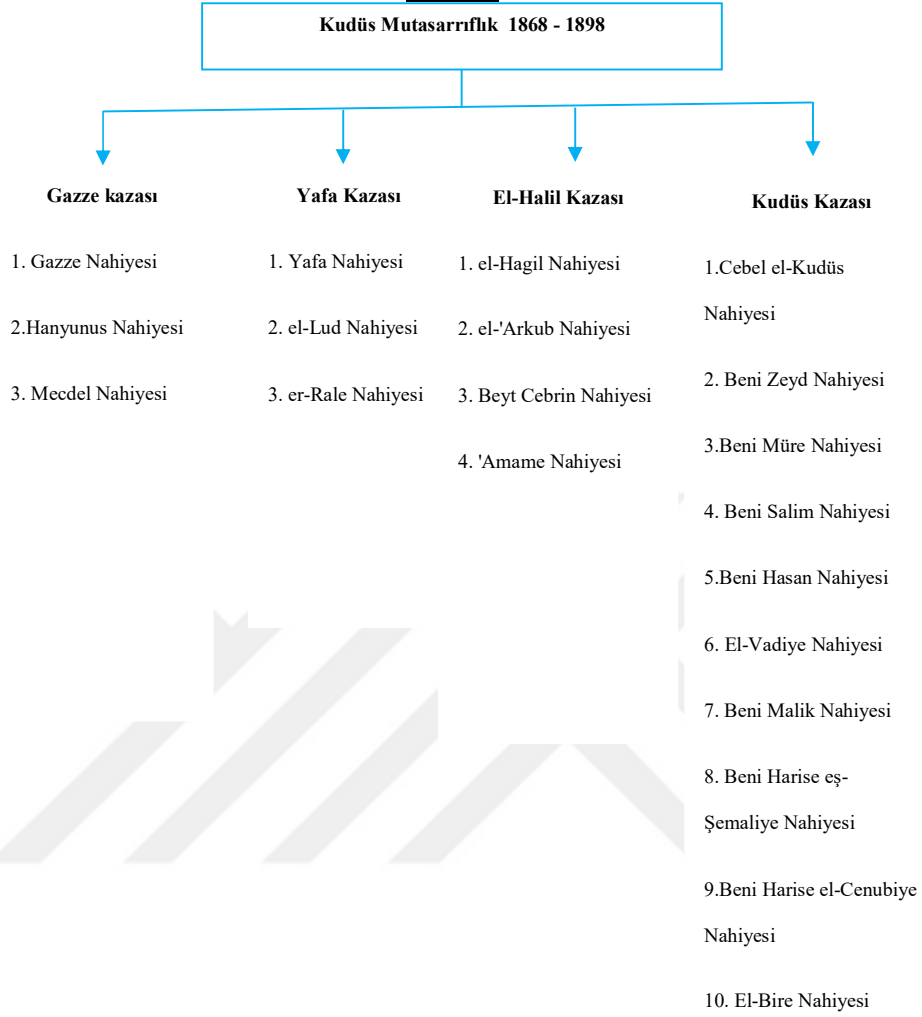 Kudüs Mutasarrıflık 1868 - 1898
Gazze kazası
1. Gazze Nahiyesi
2.Hanyunus Nahiyesi
3. Mecdel Nahiyesi
Yafa Kazası
1. Yafa Nahiyesi
2. el-Lud Nahiyesi
3. er-Rale Nahiyesi
El-Halil Kazası
1. el-Hagil Nahiyesi
2. el-'Arkub Nahiyesi
3. Beyt Cebrin Nahiyesi
4. 'Amame Nahiyesi
Kudüs Kazası
1.Cebel el-Kudüs
Nahiyesi
2. Beni Zeyd Nahiyesi
3.Beni Müre Nahiyesi
4. Beni Salim Nahiyesi
5.Beni Hasan Nahiyesi
6. El-Vadiye Nahiyesi
7. Beni Malik Nahiyesi
8. Beni Harise eş-
Şemaliye Nahiyesi
9.Beni Harise el-Cenubiye
Nahiyesi
10. El-Bire Nahiyesi